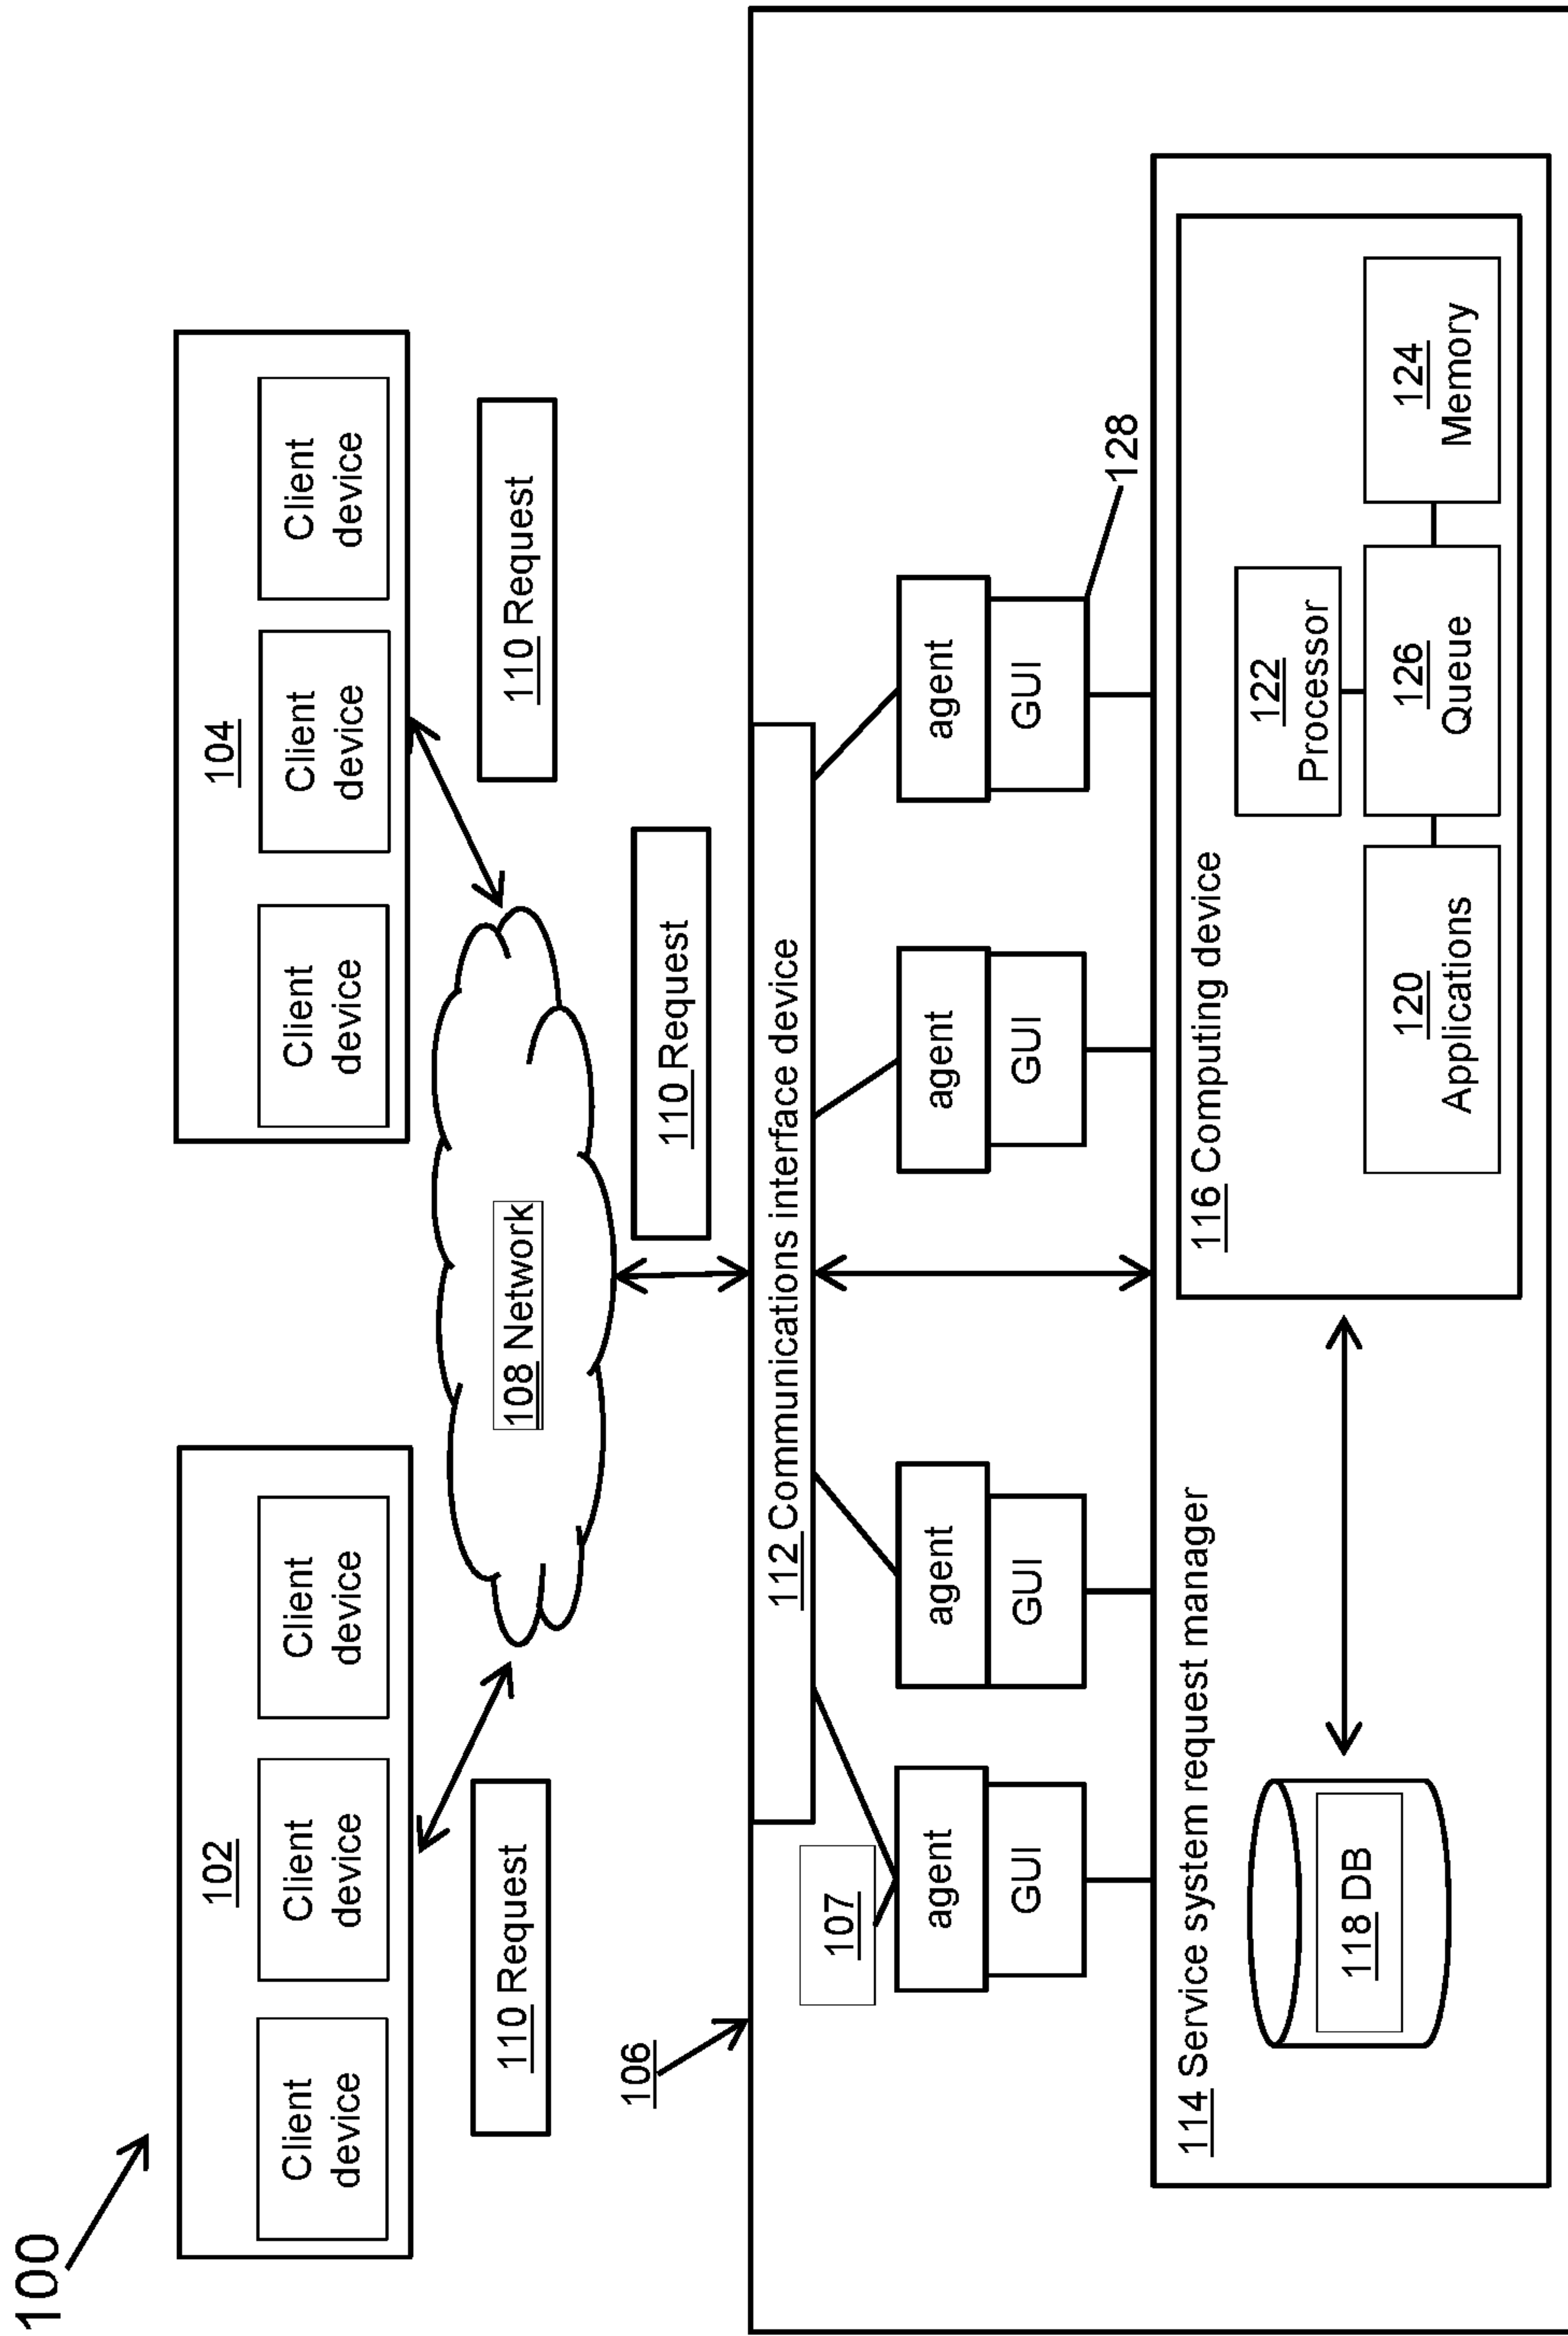 100
102
Client
device
Client
device
Client
device
104
Client
device
Client
device
Client
device
110 Request
108 Network
110 Request
110 Request
106
112 Communications interface device
107
agent
GUI
agent
GUI
agent
GUI
agent
GUI
128
114 Service system request manager
118 DB
116 Computing device
122
Processor
120
Applications
126
Queue
124
Memory